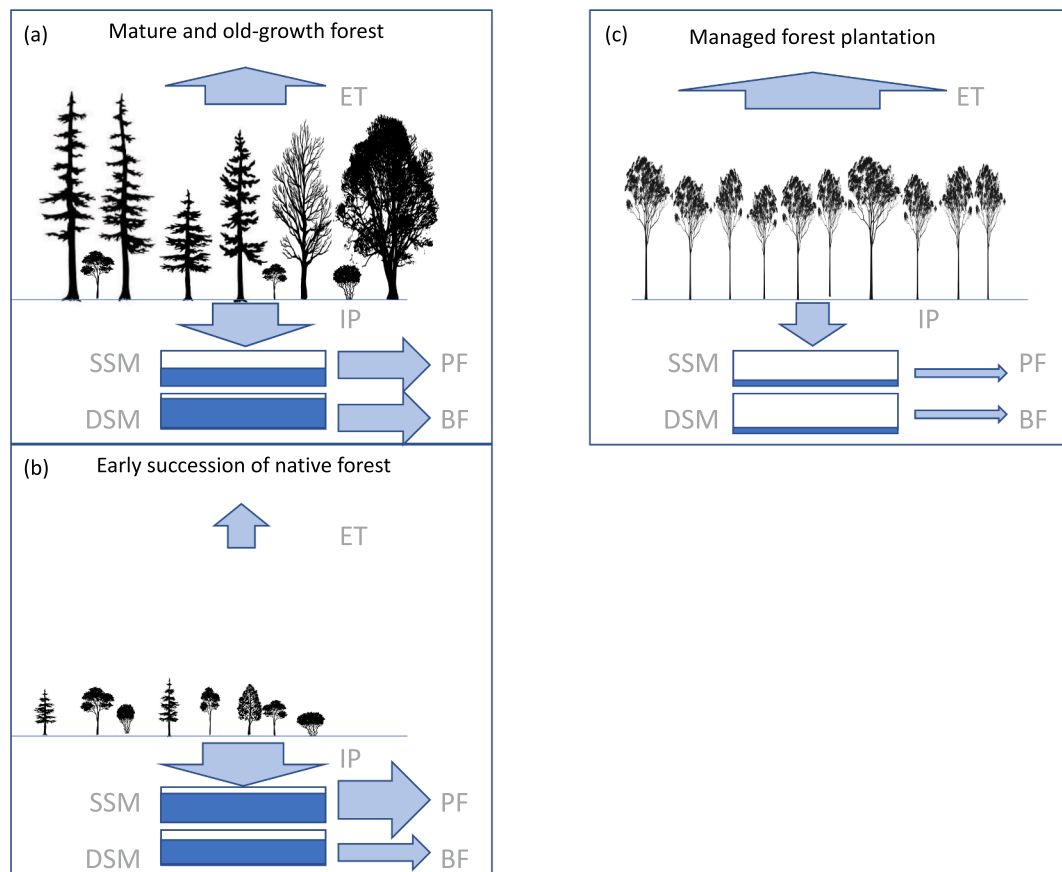 (a)
Mature and old-growth forest
ET
IP
SSM
PF
DSM
BF
(b)
Early succession of native forest
ET
IP
SSM
PF
DSM
BF
(c)
Managed forest plantation
ET
IP
SSM
PF
DSM
BF